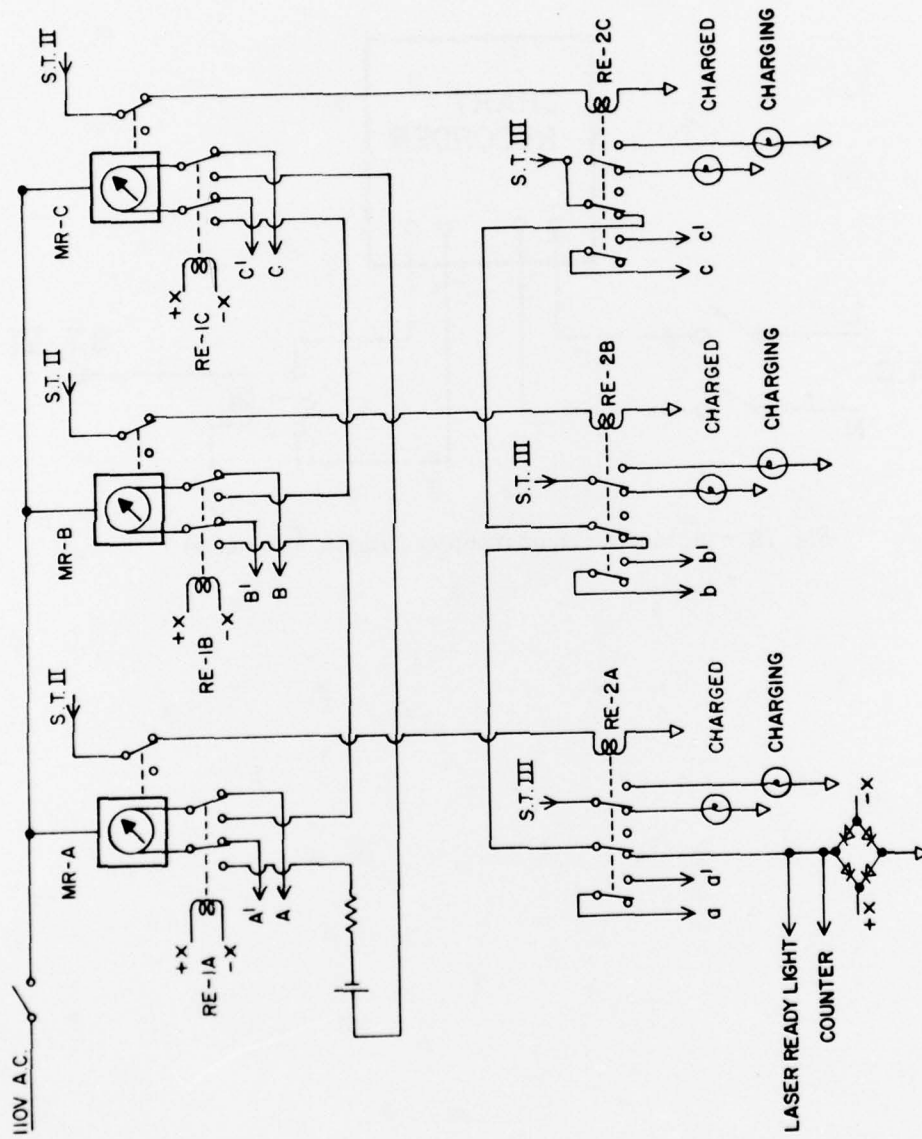 110V A.C.
MR-A
S.T. II
MR-B
S.T. II
MR-C
S.T. II
+X
-X
RE-1A
A'
A
+X
-X
RE-1B
B'
B
+X
-X
RE-1C
C'
C
S.T. III
RE-2A
S.T. III
RE-2B
S.T. III
RE-2C
a
a'
CHARGED
CHARGING
b
b'
CHARGED
CHARGING
c
c'
CHARGED
CHARGING
LASER READY LIGHT
COUNTER
+X
-X